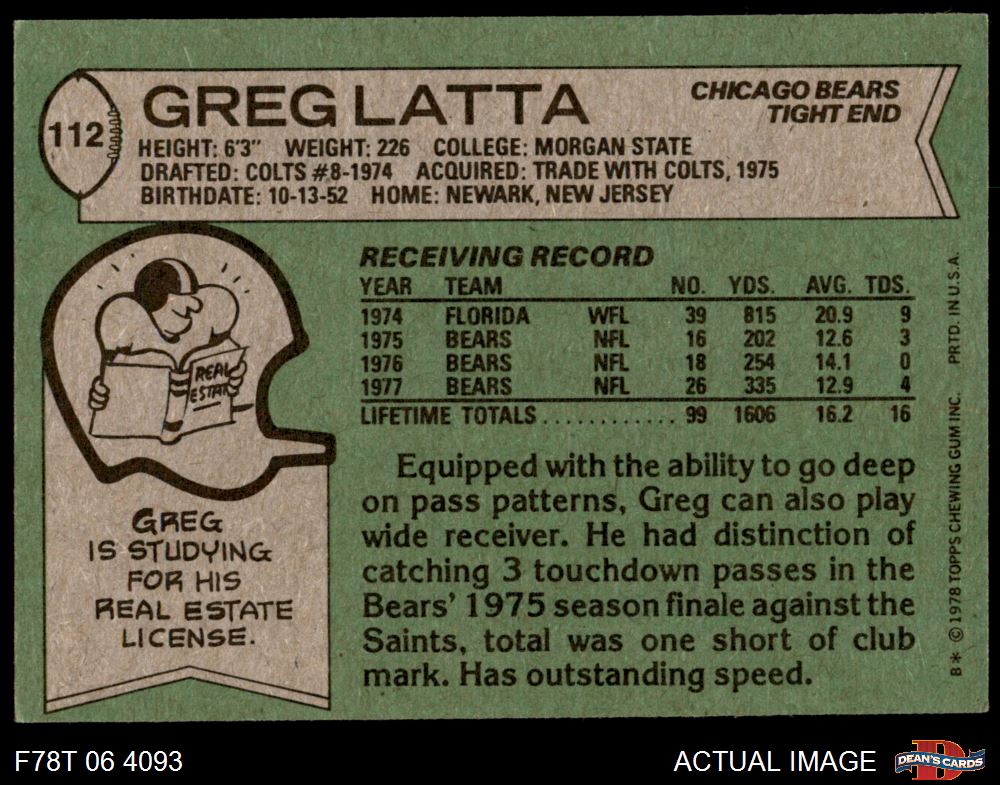 112
GREG LATTA
CHICAGO BEARS
TIGHT END
HEIGHT: 6'3" WEIGHT: 226 COLLEGE: MORGAN STATE
DRAFTED: COLTS #8-1974 ACQUIRED: TRADE WITH COLTS, 1975
BIRTHDATE: 10-13-52 HOME: NEWARK, NEW JERSEY
REAL
ESTATE
GREG
IS STUDYING
FOR HIS
REAL ESTATE
LICENSE.
RECEIVING RECORD
YEAR TEAM NO. YDS. AVG. TDS.
1974 FLORIDA WFL 39 815 20.9 9
1975 BEARS NFL 16 202 12.6 3
1976 BEARS NFL 18 254 14.1 0
1977 BEARS NFL 26 335 12.9 4
LIFETIME TOTALS ............ 99 1606 16.2 16
Equipped with the ability to go deep
on pass patterns, Greg can also play
wide receiver. He had distinction of
catching 3 touchdown passes in the
Bears' 1975 season finale against the
Saints, total was one short of club
mark. Has outstanding speed.
B* © 1978 TOPPS CHEWING GUM INC. PRTD. IN U.S.A.
F78T 06 4093
ACTUAL IMAGE
DEAN'S CARDS